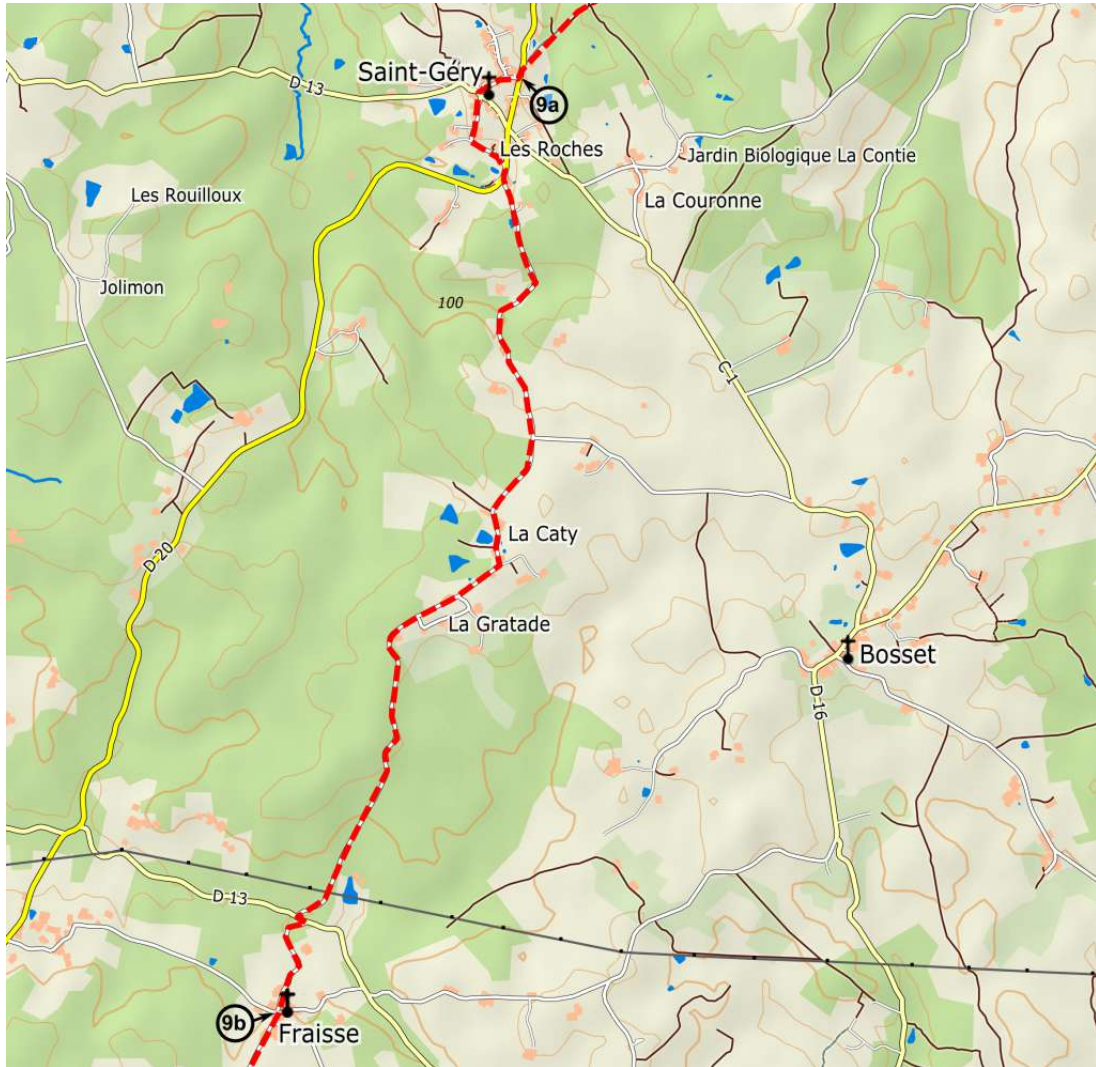 Saint-Géry
D 13
9a
Les Roches
Jardin Biologique La Contie
La Couronne
Les Rouilloux
Jolimon
100
C 1
D-20
La Caty
La Gratade
Bosset
D-16
D-13
9b
Fraisse